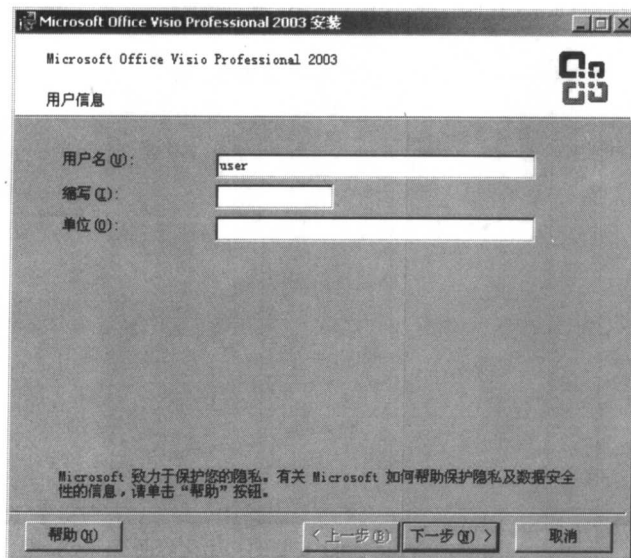 Microsoft Office Visio Professional 2003 安装
Microsoft Office Visio Professional 2003
用户信息
用户名(U):
user
缩写(I):
单位(O):
Microsoft 致力于保护您的隐私。有关 Microsoft 如何帮助保护隐私及数据安全
性的信息，请单击“帮助”按钮。
帮助(H)
<上一步(B)
下一步(N) >
取消